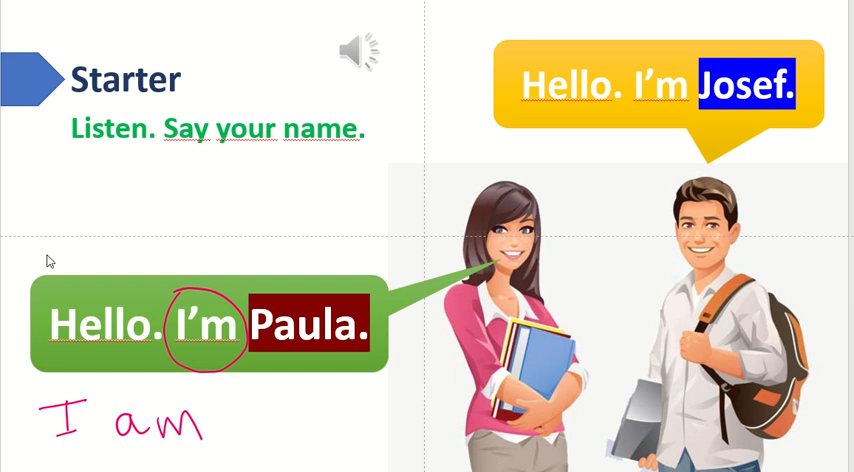 Starter
Listen. Say your name.
Hello. I'm Josef.
Hello. I'm Paula.
I am